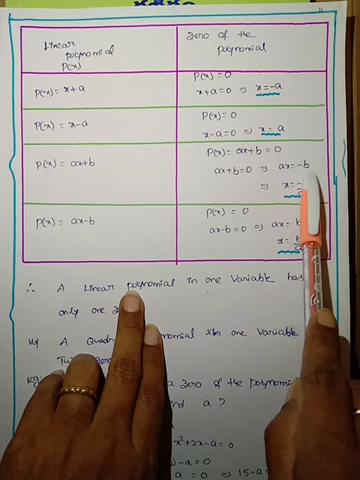 Linear polynomial P(x)
Zero of the polynomial
P(x) = x+a
P(x) = 0
x+a=0 ⇒ x=-a
P(x) = x-a
P(x) = 0
x-a=0 ⇒ x=a
P(x) = ax+b
P(x) = ax+b = 0
ax+b=0 ⇒ ax=-b
⇒ x=-
P(x) = ax-b
P(x) = 0
ax-b=0 ⇒ ax=b
x=b/a
∴ A Linear polynomial in one variable has
only one
A Quad nomial in one variable
zero of the polynomi
nd a?
x²+2x-a=0
)-a=0
a=0 ⇒ 15-a=